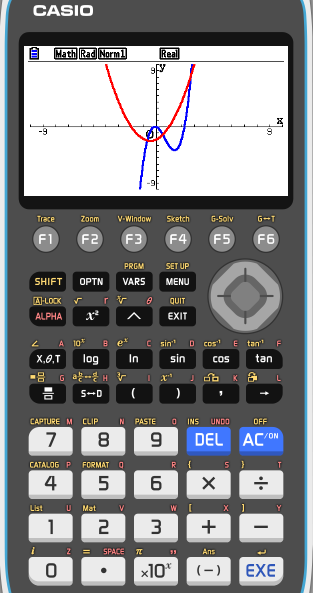 CASIO
Math Rad Norm1 Real
9 y
-9 O 9 x
-9
Trace Zoom V-Window Sketch G-Solv G↔T
F1 F2 F3 F4 F5 F6
PRGM SET UP
SHIFT OPTN VARS MENU
A-LOCK √ r ˣ√ θ QUIT
ALPHA x² ^ EXIT
∠ A 10ˣ B eˣ C sin⁻¹ D cos⁻¹ E tan⁻¹ F
X,θ,T log ln sin cos tan
G H ³√ I x⁻¹ J K L
S↔D ( ) , →
CAPTURE M CLIP N PASTE O INS UNDO OFF
7 8 9 DEL AC/ON
CATALOG P FORMAT Q R { S } T
4 5 6 × ÷
List U Mat V W [ X ] Y
1 2 3 + −
i Z = SPACE π " Ans ↵
0 • ×10ˣ (−) EXE